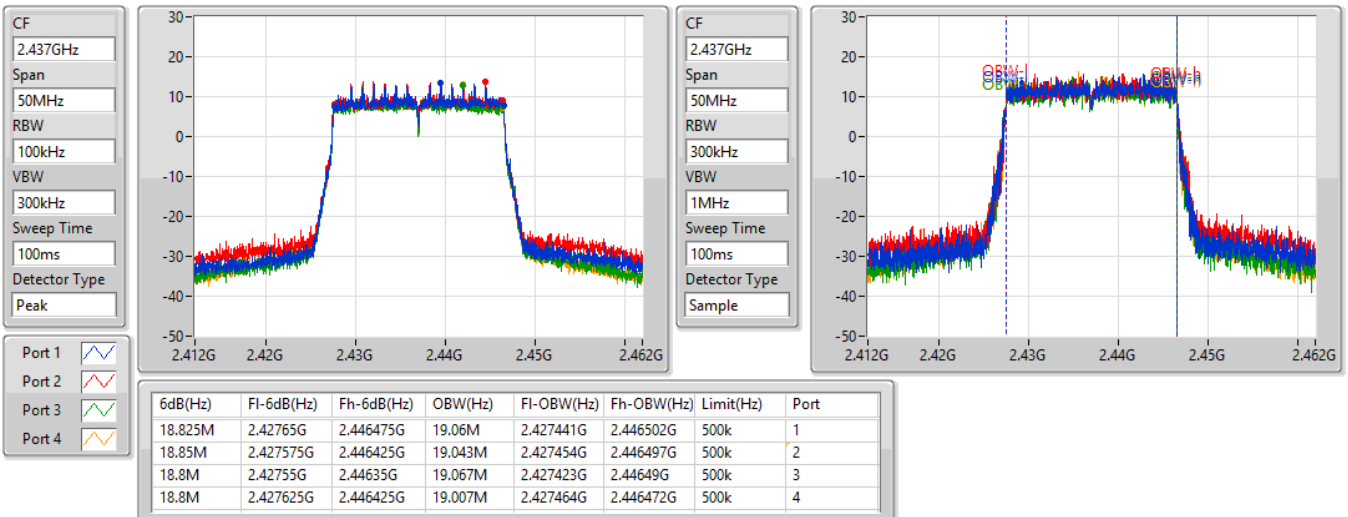 CF
2.437GHz
Span
50MHz
RBW
100kHz
VBW
300kHz
Sweep Time
100ms
Detector Type
Peak
30
20
10
0
-10
-20
-30
-40
-50
2.412G 2.42G 2.43G 2.44G 2.45G 2.462G
CF
2.437GHz
Span
50MHz
RBW
300kHz
VBW
1MHz
Sweep Time
100ms
Detector Type
Sample
30
20
10
0
-10
-20
-30
-40
-50
OBW-l
OBW-h
2.412G 2.42G 2.43G 2.44G 2.45G 2.462G
Port 1
Port 2
Port 3
Port 4
6dB(Hz) Fl-6dB(Hz) Fh-6dB(Hz) OBW(Hz) Fl-OBW(Hz) Fh-OBW(Hz) Limit(Hz) Port
18.825M 2.42765G 2.446475G 19.06M 2.427441G 2.446502G 500k 1
18.85M 2.427575G 2.446425G 19.043M 2.427454G 2.446497G 500k 2
18.8M 2.42755G 2.44635G 19.067M 2.427423G 2.44649G 500k 3
18.8M 2.427625G 2.446425G 19.007M 2.427464G 2.446472G 500k 4